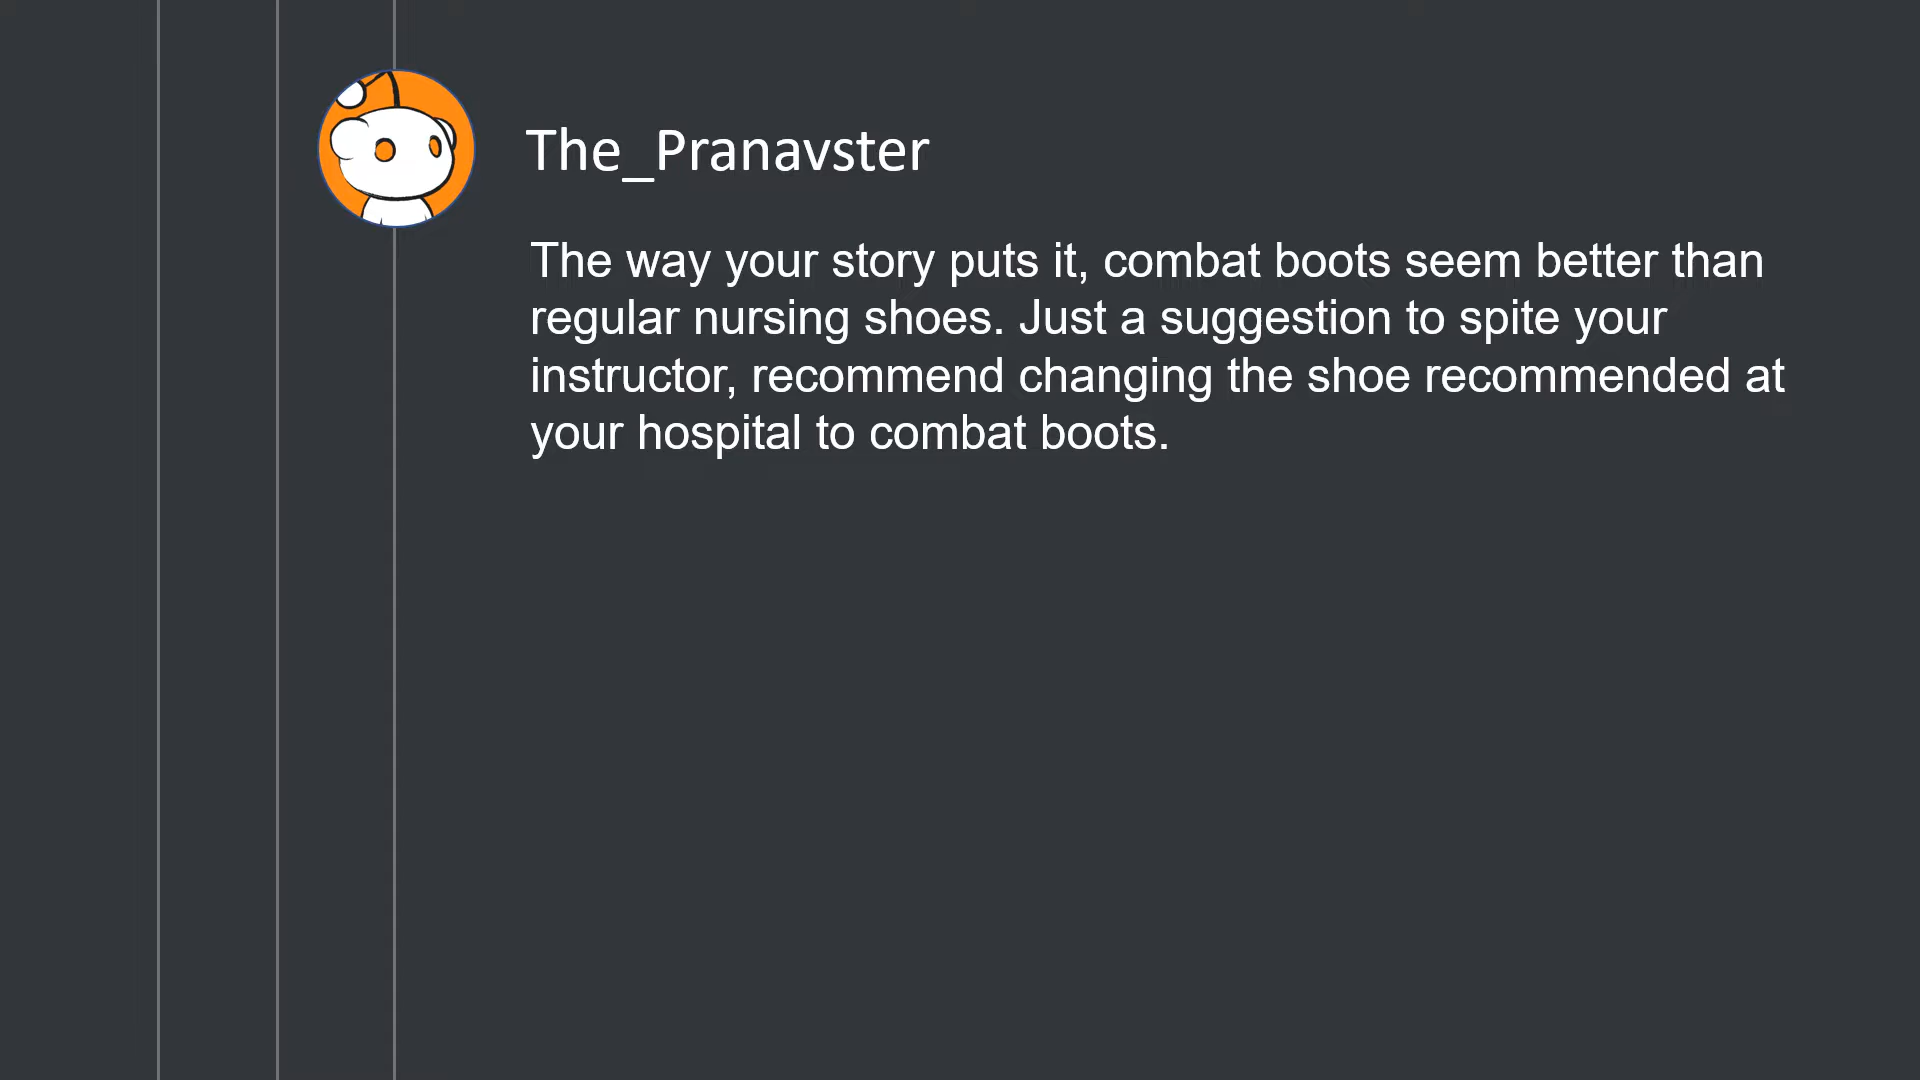 The_Pranavster
The way your story puts it, combat boots seem better than
regular nursing shoes. Just a suggestion to spite your
instructor, recommend changing the shoe recommended at
your hospital to combat boots.